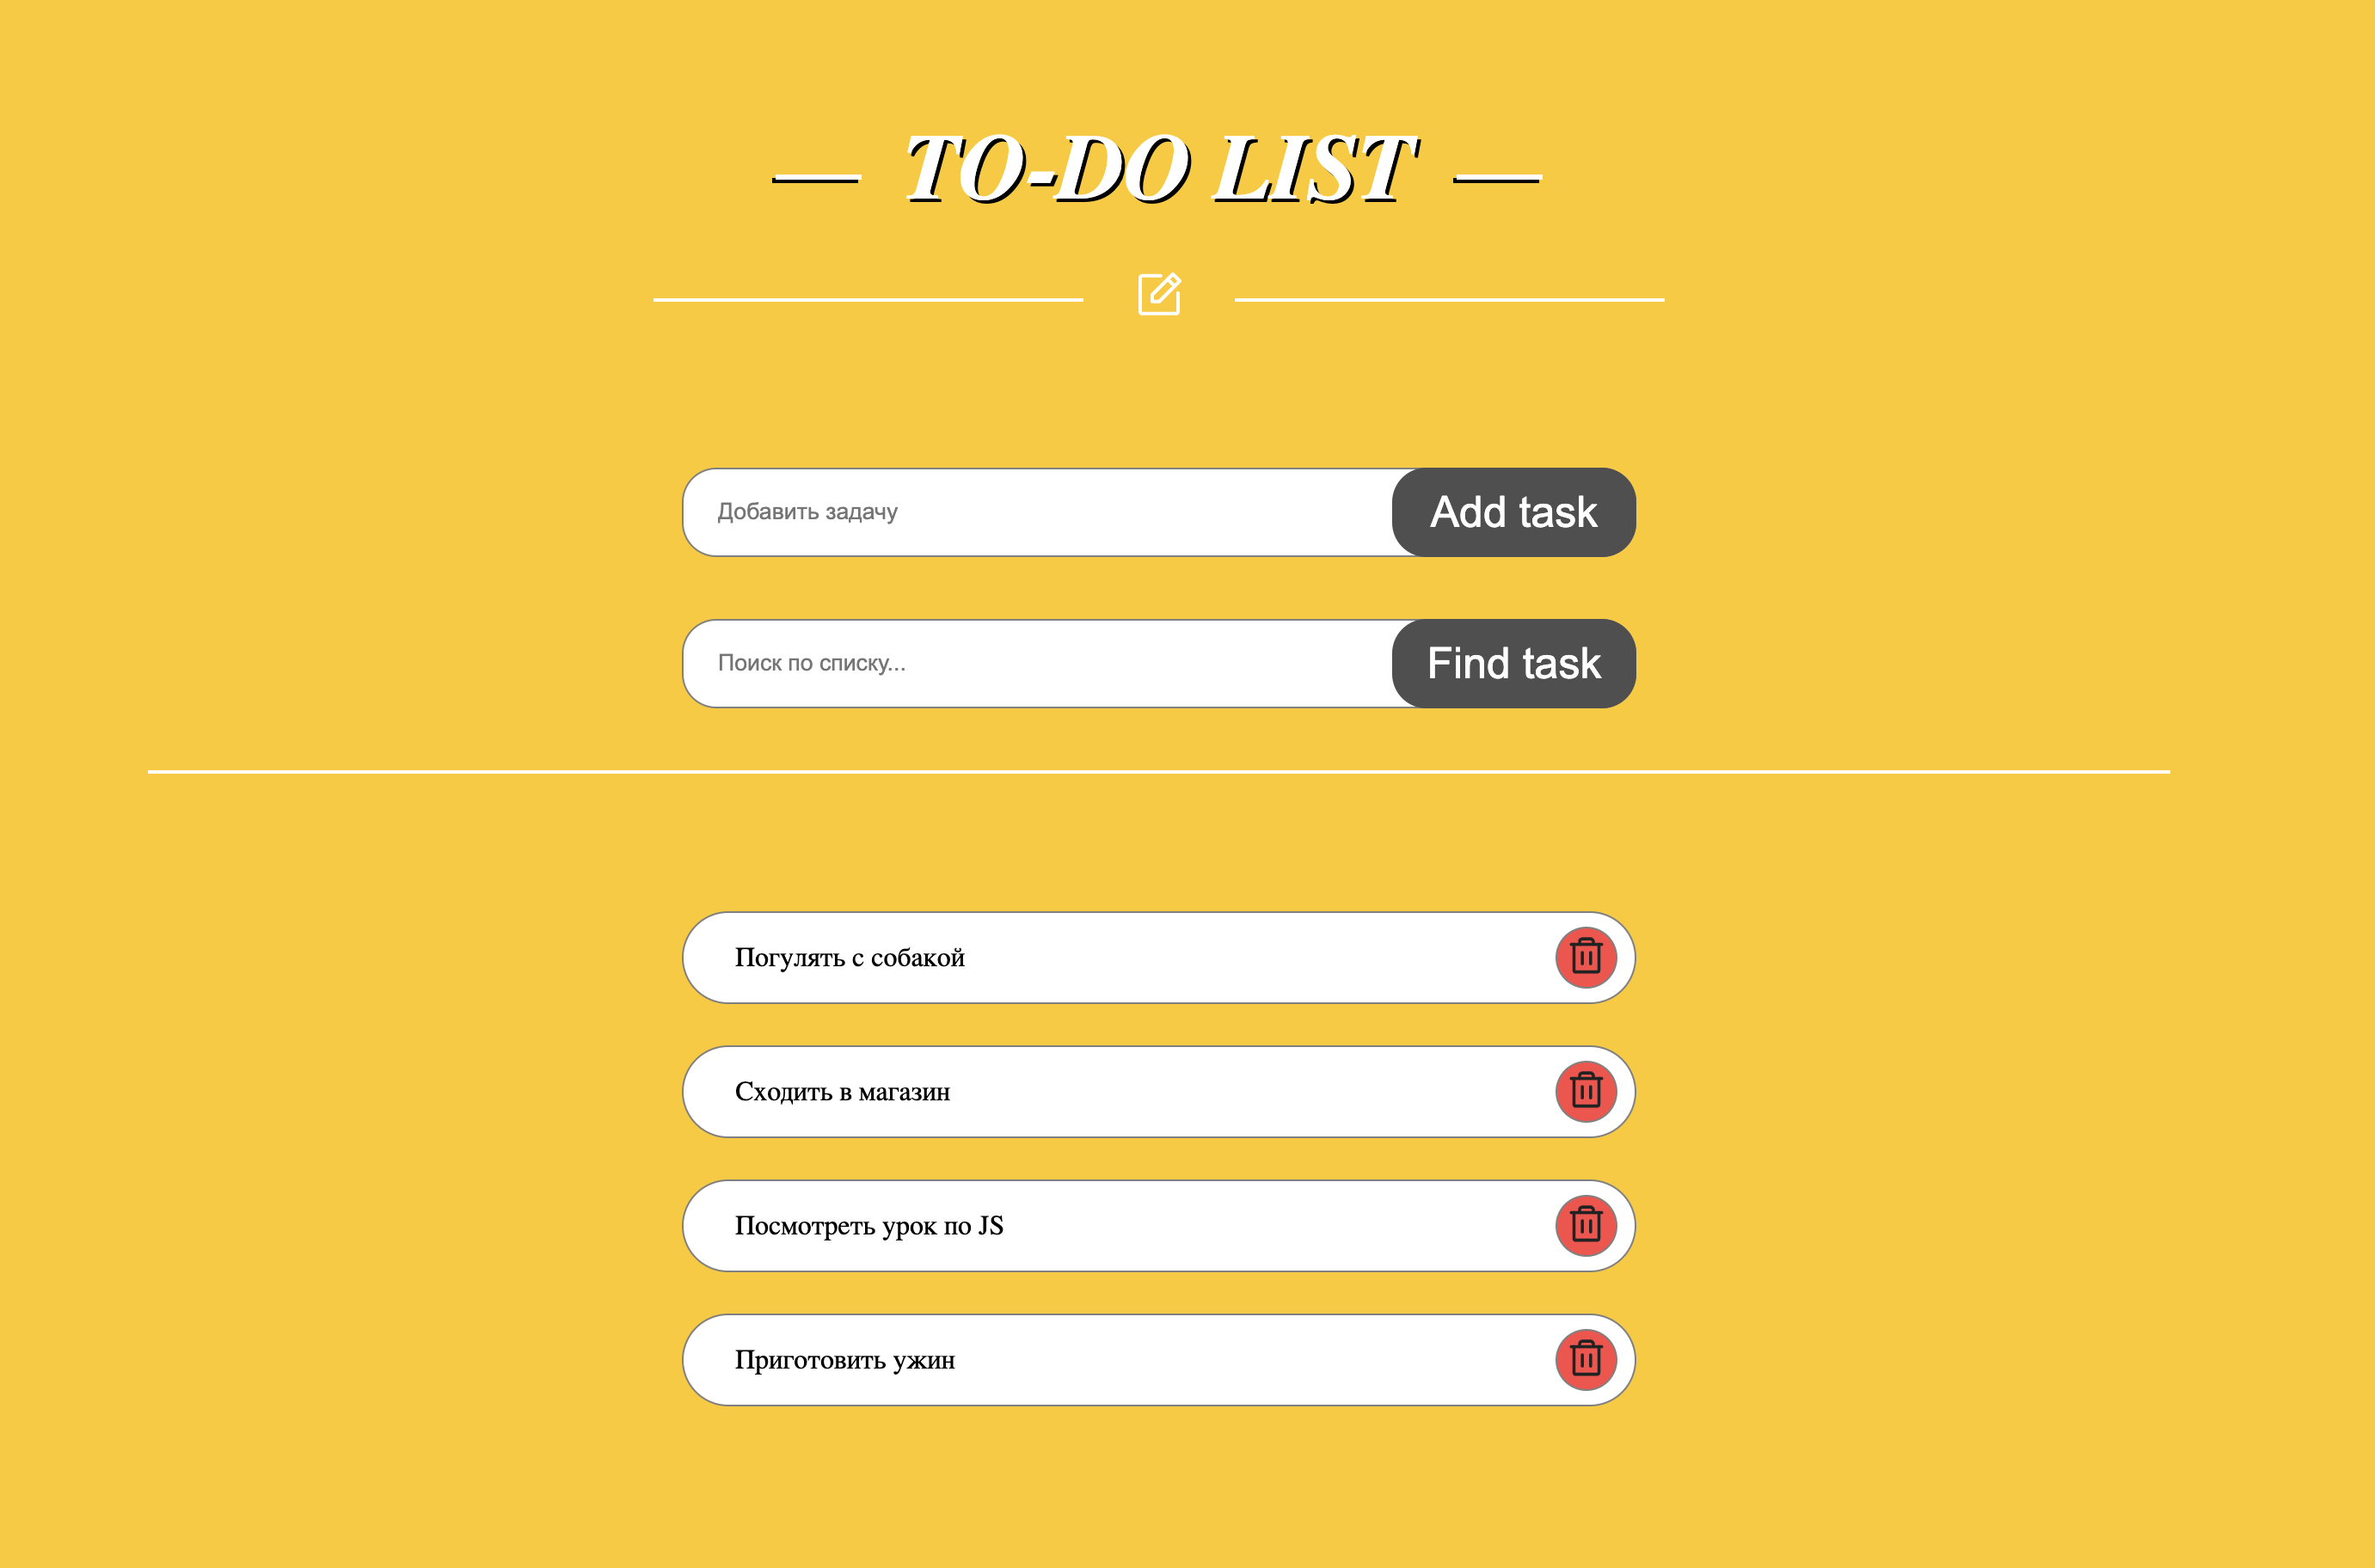 — TO-DO LIST —
Добавить задачу
Add task
Поиск по списку...
Find task
Погулять с собакой
Сходить в магазин
Посмотреть урок по JS
Приготовить ужин